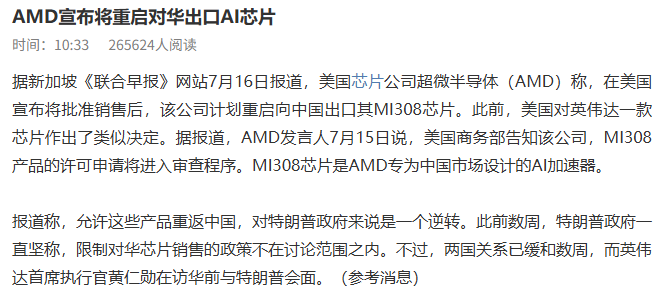 AMD宣布将重启对华出口AI芯片
时间：10:33 265624人阅读
据新加坡《联合早报》网站7月16日报道，美国芯片公司超微半导体（AMD）称，在美国
宣布将批准销售后，该公司计划重启向中国出口其MI308芯片。此前，美国对英伟达一款
芯片作出了类似决定。据报道，AMD发言人7月15日说，美国商务部告知该公司，MI308
产品的许可申请将进入审查程序。MI308芯片是AMD专为中国市场设计的AI加速器。
报道称，允许这些产品重返中国，对特朗普政府来说是一个逆转。此前数周，特朗普政府一
直坚称，限制对华芯片销售的政策不在讨论范围之内。不过，两国关系已缓和数周，而英伟
达首席执行官黄仁勋在访华前与特朗普会面。（参考消息）